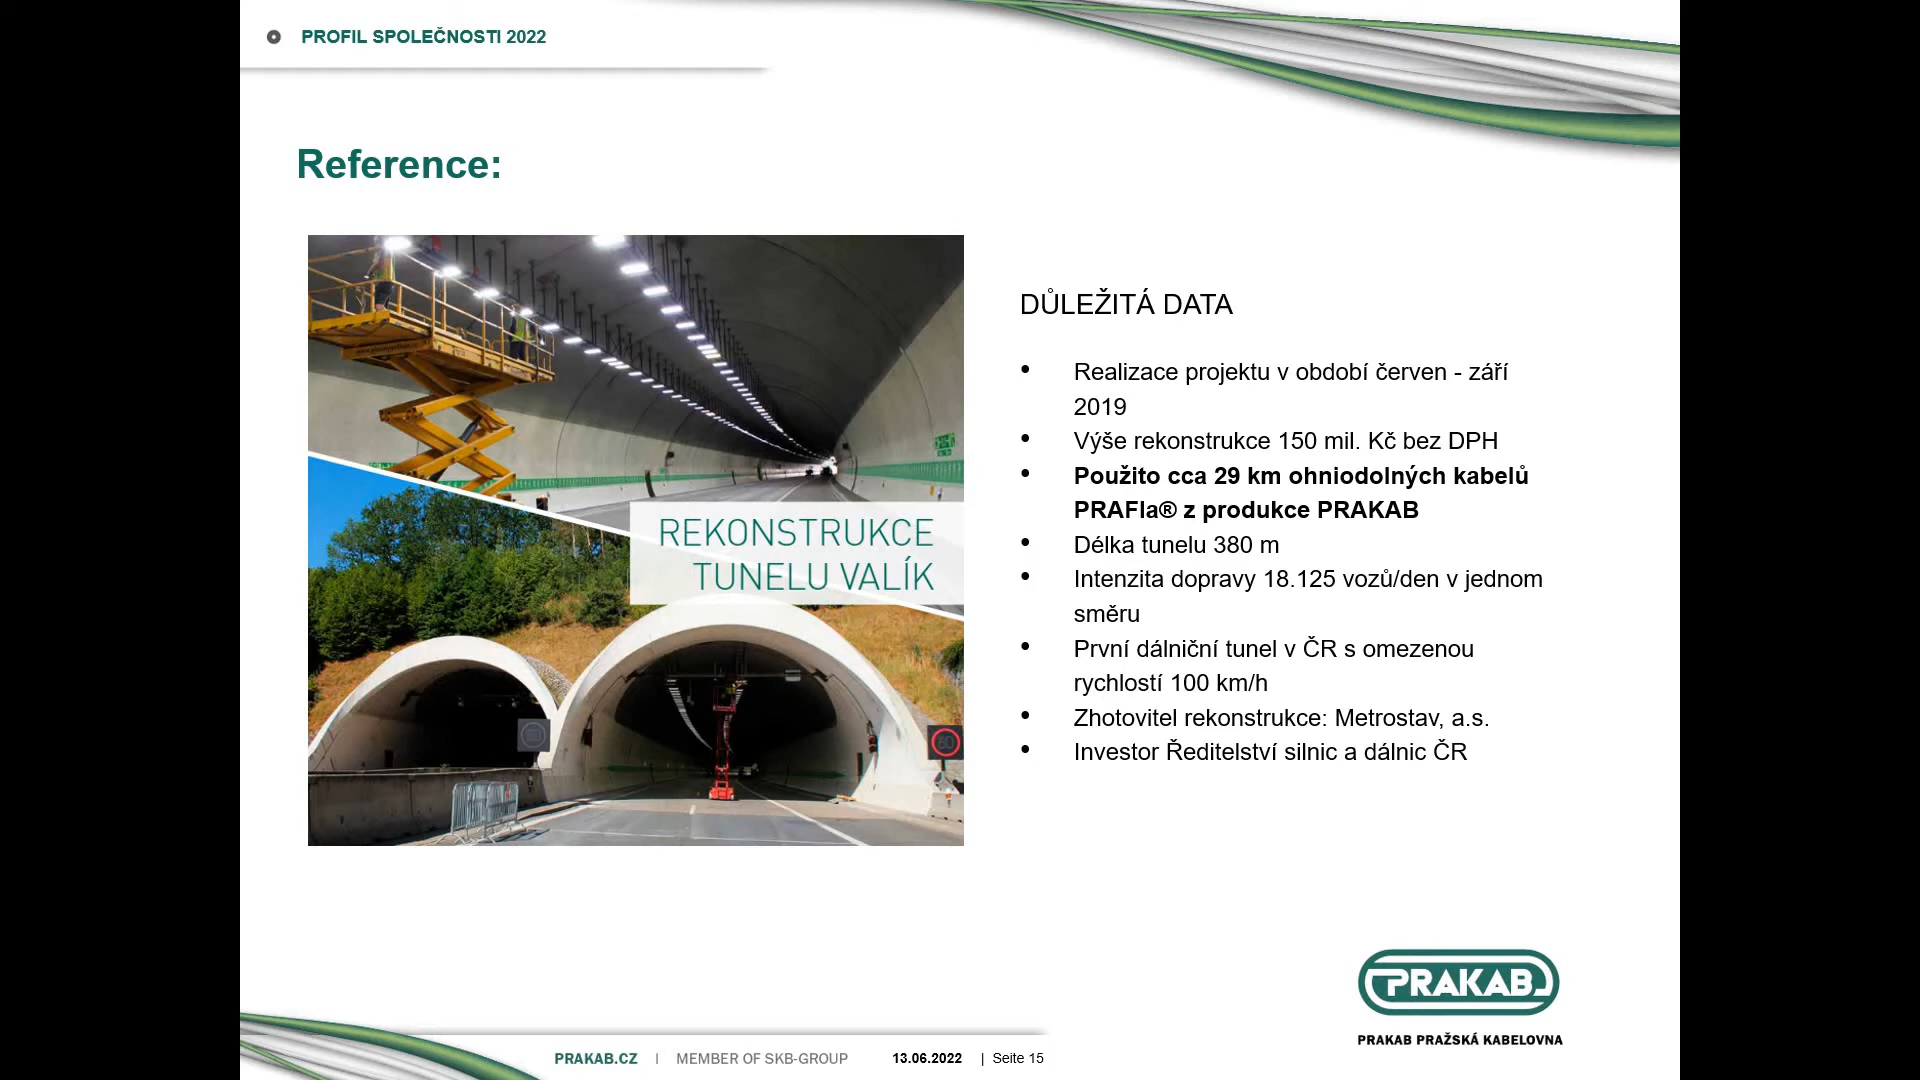 PROFIL SPOLEČNOSTI 2022
Reference:
REKONSTRUKCE
TUNELU VALÍK
60
DŮLEŽITÁ DATA
• Realizace projektu v období červen - září
2019
• Výše rekonstrukce 150 mil. Kč bez DPH
• Použito cca 29 km ohniodolných kabelů
PRAFla® z produkce PRAKAB
• Délka tunelu 380 m
• Intenzita dopravy 18.125 vozů/den v jednom
směru
• První dálniční tunel v ČR s omezenou
rychlostí 100 km/h
• Zhotovitel rekonstrukce: Metrostav, a.s.
• Investor Ředitelství silnic a dálnic ČR
PRAKAB
PRAKAB PRAŽSKÁ KABELOVNA
PRAKAB.CZ | MEMBER OF SKB-GROUP 13.06.2022 | Seite 15